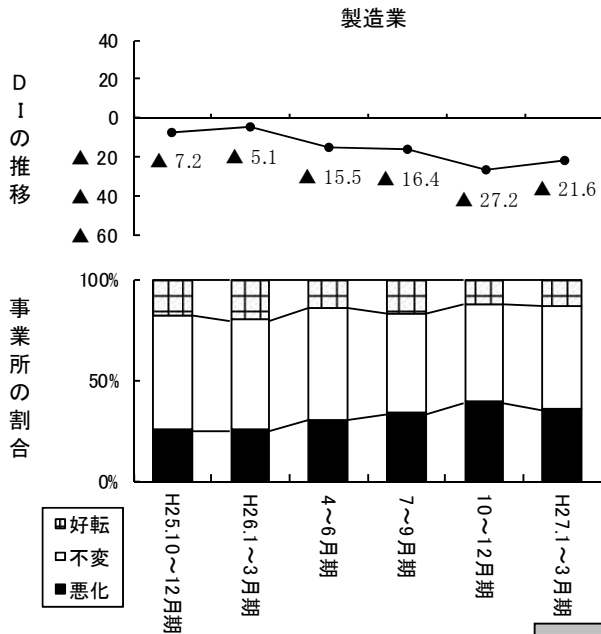 製造業
DIの推移
40
20
0
▲ 20
▲ 40
▲ 60
▲ 7.2
▲ 5.1
▲ 15.5
▲ 16.4
▲ 27.2
▲ 21.6
事業所の割合
100%
50%
0%
H25.10～12月期
H26.1～3月期
4～6月期
7～9月期
10～12月期
H27.1～3月期
好転
不変
悪化